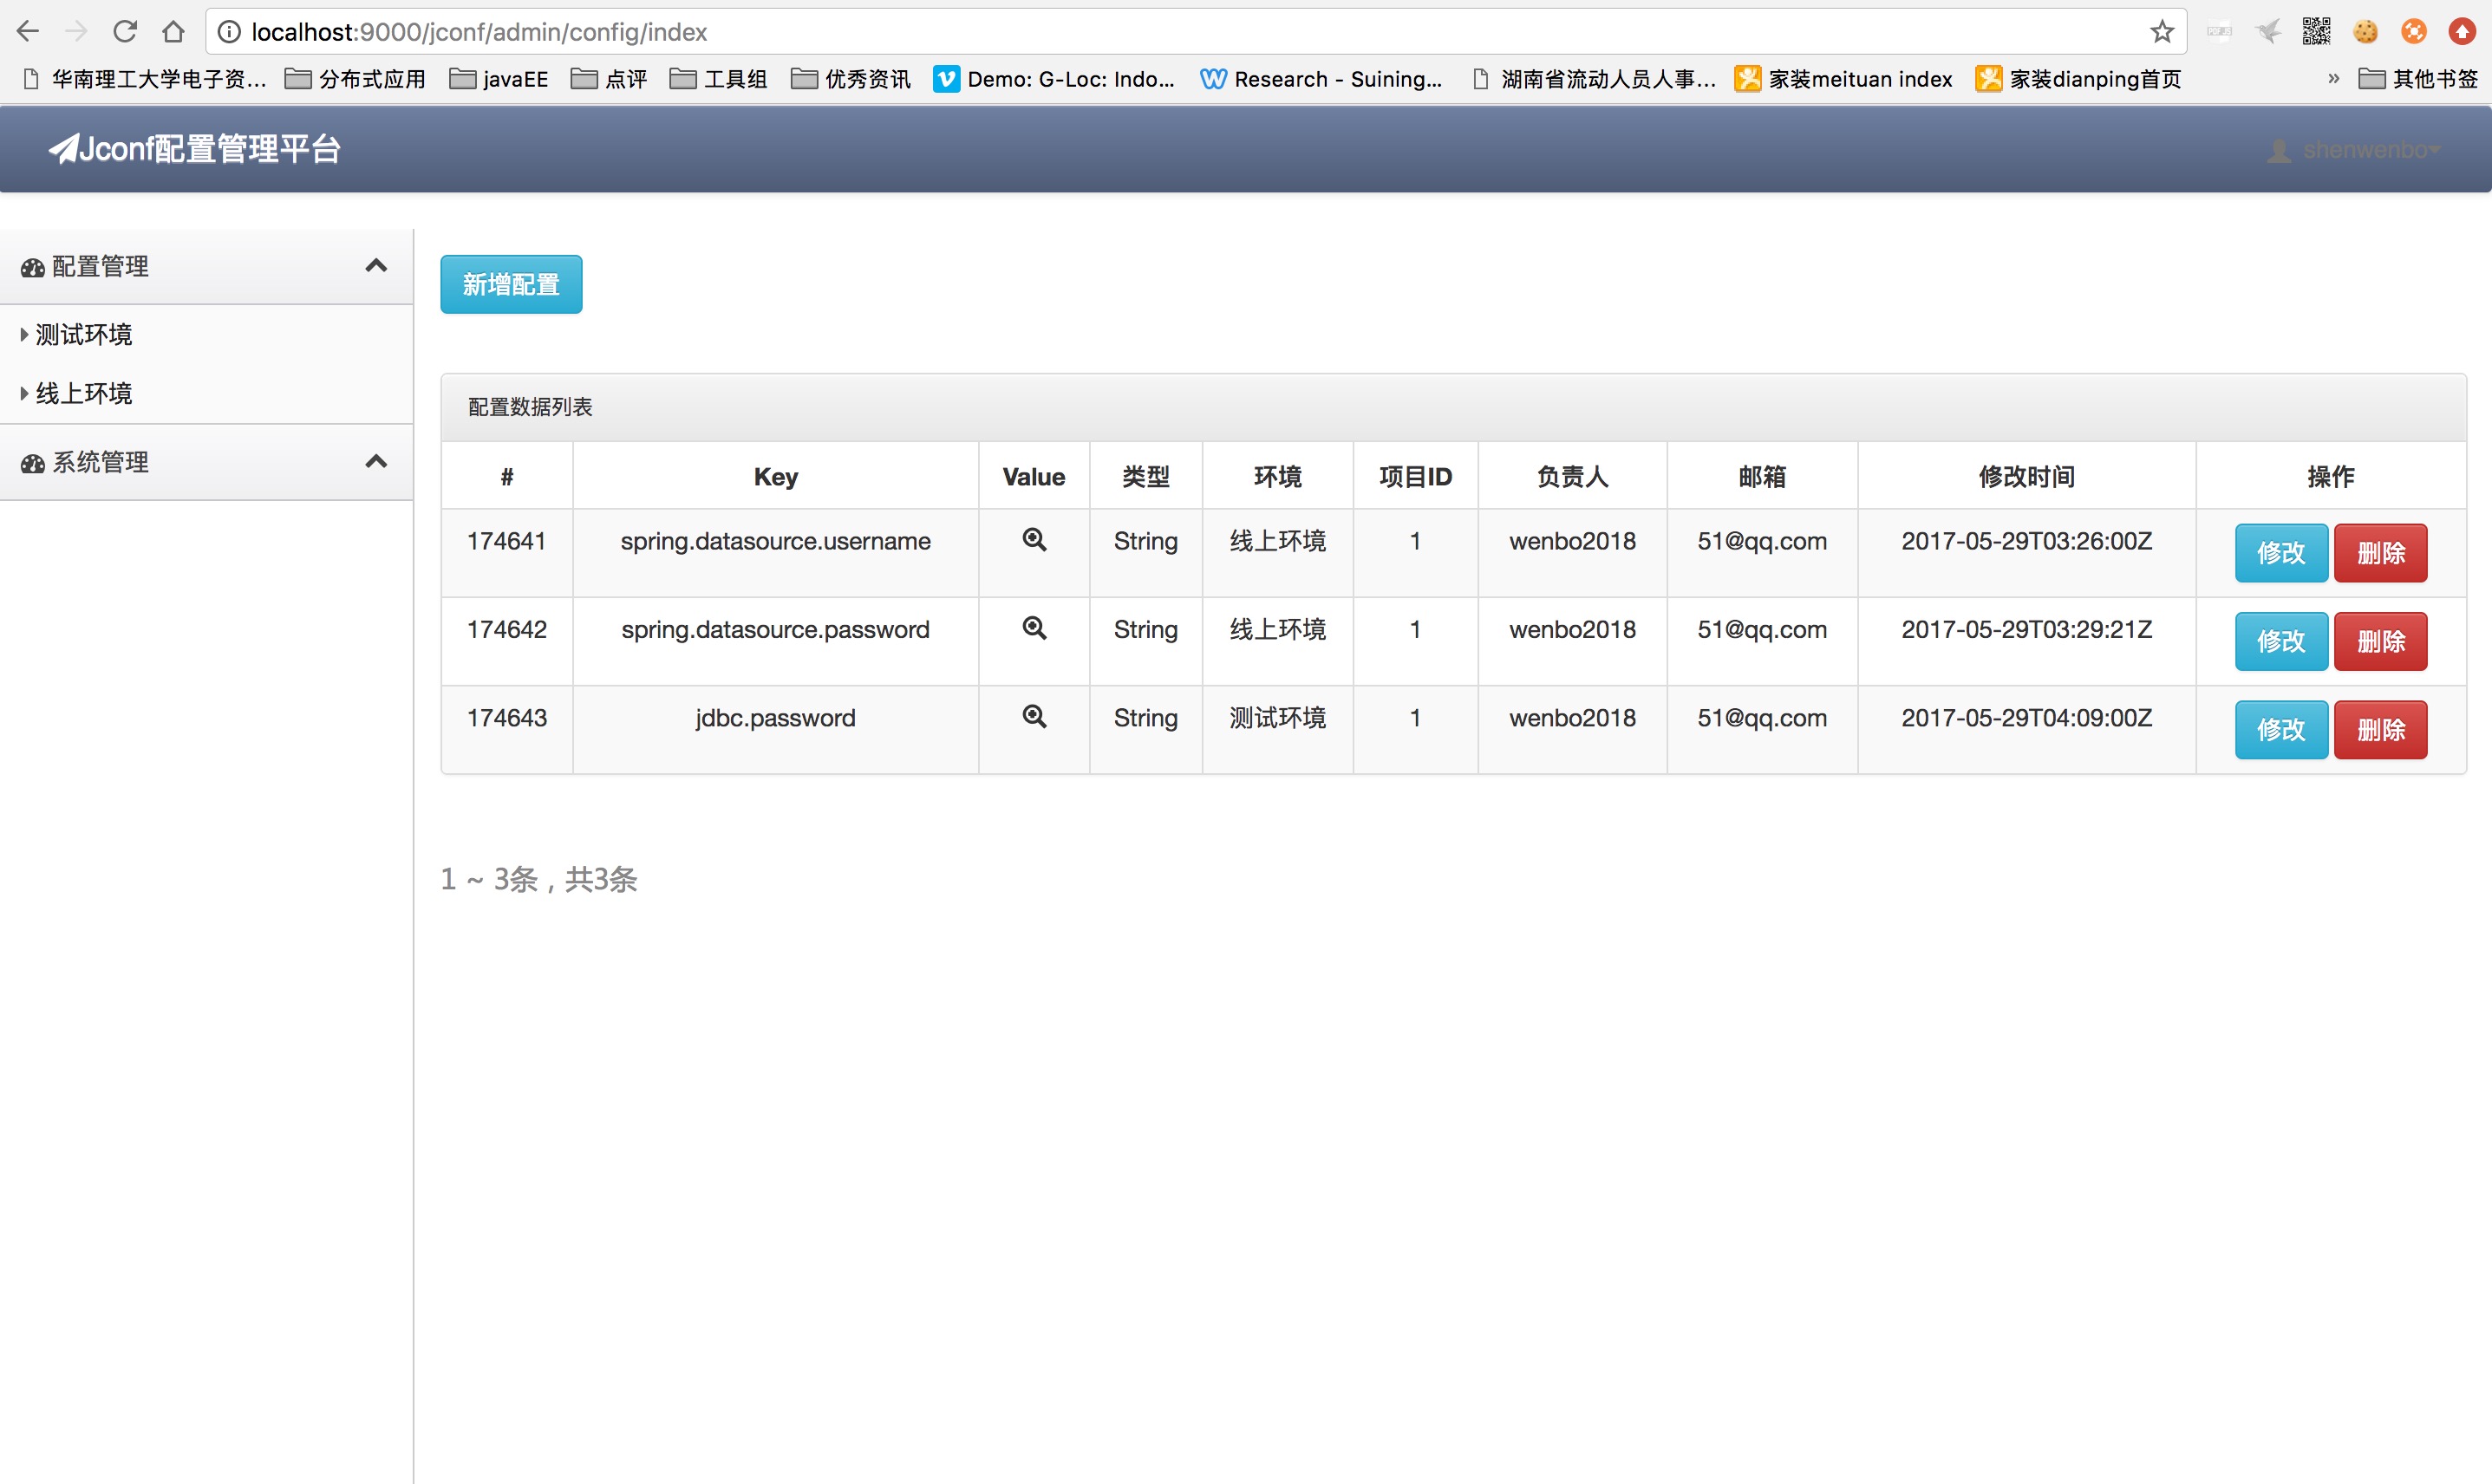 localhost:9000/jconf/admin/config/index
华南理工大学电子资... 分布式应用 javaEE 点评 工具组 优秀资讯 Demo: G-Loc: Indo... Research - Suining... 湖南省流动人员人事... 家装meituan index 家装dianping首页 » 其他书签
Jconf配置管理平台 shenwenbo
配置管理
测试环境
线上环境
系统管理
新增配置
配置数据列表
# Key Value 类型 环境 项目ID 负责人 邮箱 修改时间 操作
174641 spring.datasource.username String 线上环境 1 wenbo2018 51@qq.com 2017-05-29T03:26:00Z 修改 删除
174642 spring.datasource.password String 线上环境 1 wenbo2018 51@qq.com 2017-05-29T03:29:21Z 修改 删除
174643 jdbc.password String 测试环境 1 wenbo2018 51@qq.com 2017-05-29T04:09:00Z 修改 删除
1 ~ 3条，共3条